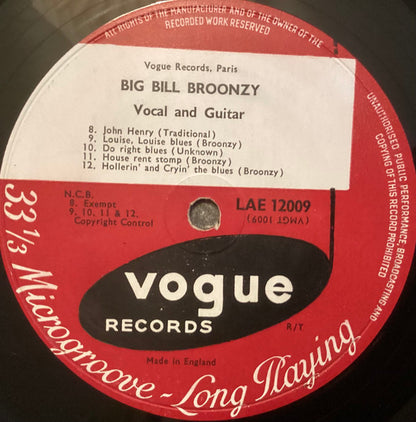 ALL RIGHTS OF THE MANUFACTURER AND OF THE OWNER OF THE
RECORDED WORK RESERVED
Vogue Records, Paris
BIG BILL BROONZY
Vocal and Guitar
8. John Henry (Traditional)
9. Louise, Louise blues (Broonzy)
10. Do right blues (Unknown)
11. House rent stomp (Broonzy)
12. Hollerin' and Cryin' the blues (Broonzy)
UNAUTHORISED PUBLIC PERFORMANCE, BROADCASTING AND
COPYING OF THIS RECORD PROHIBITED
N.C.B.
8. Exempt
9, 10, 11 & 12.
Copyright Control
LAE 12009
(VMGT 1009)
vogue
RECORDS
R/T
Made in England
33 1/3 Microgroove - Long Playing